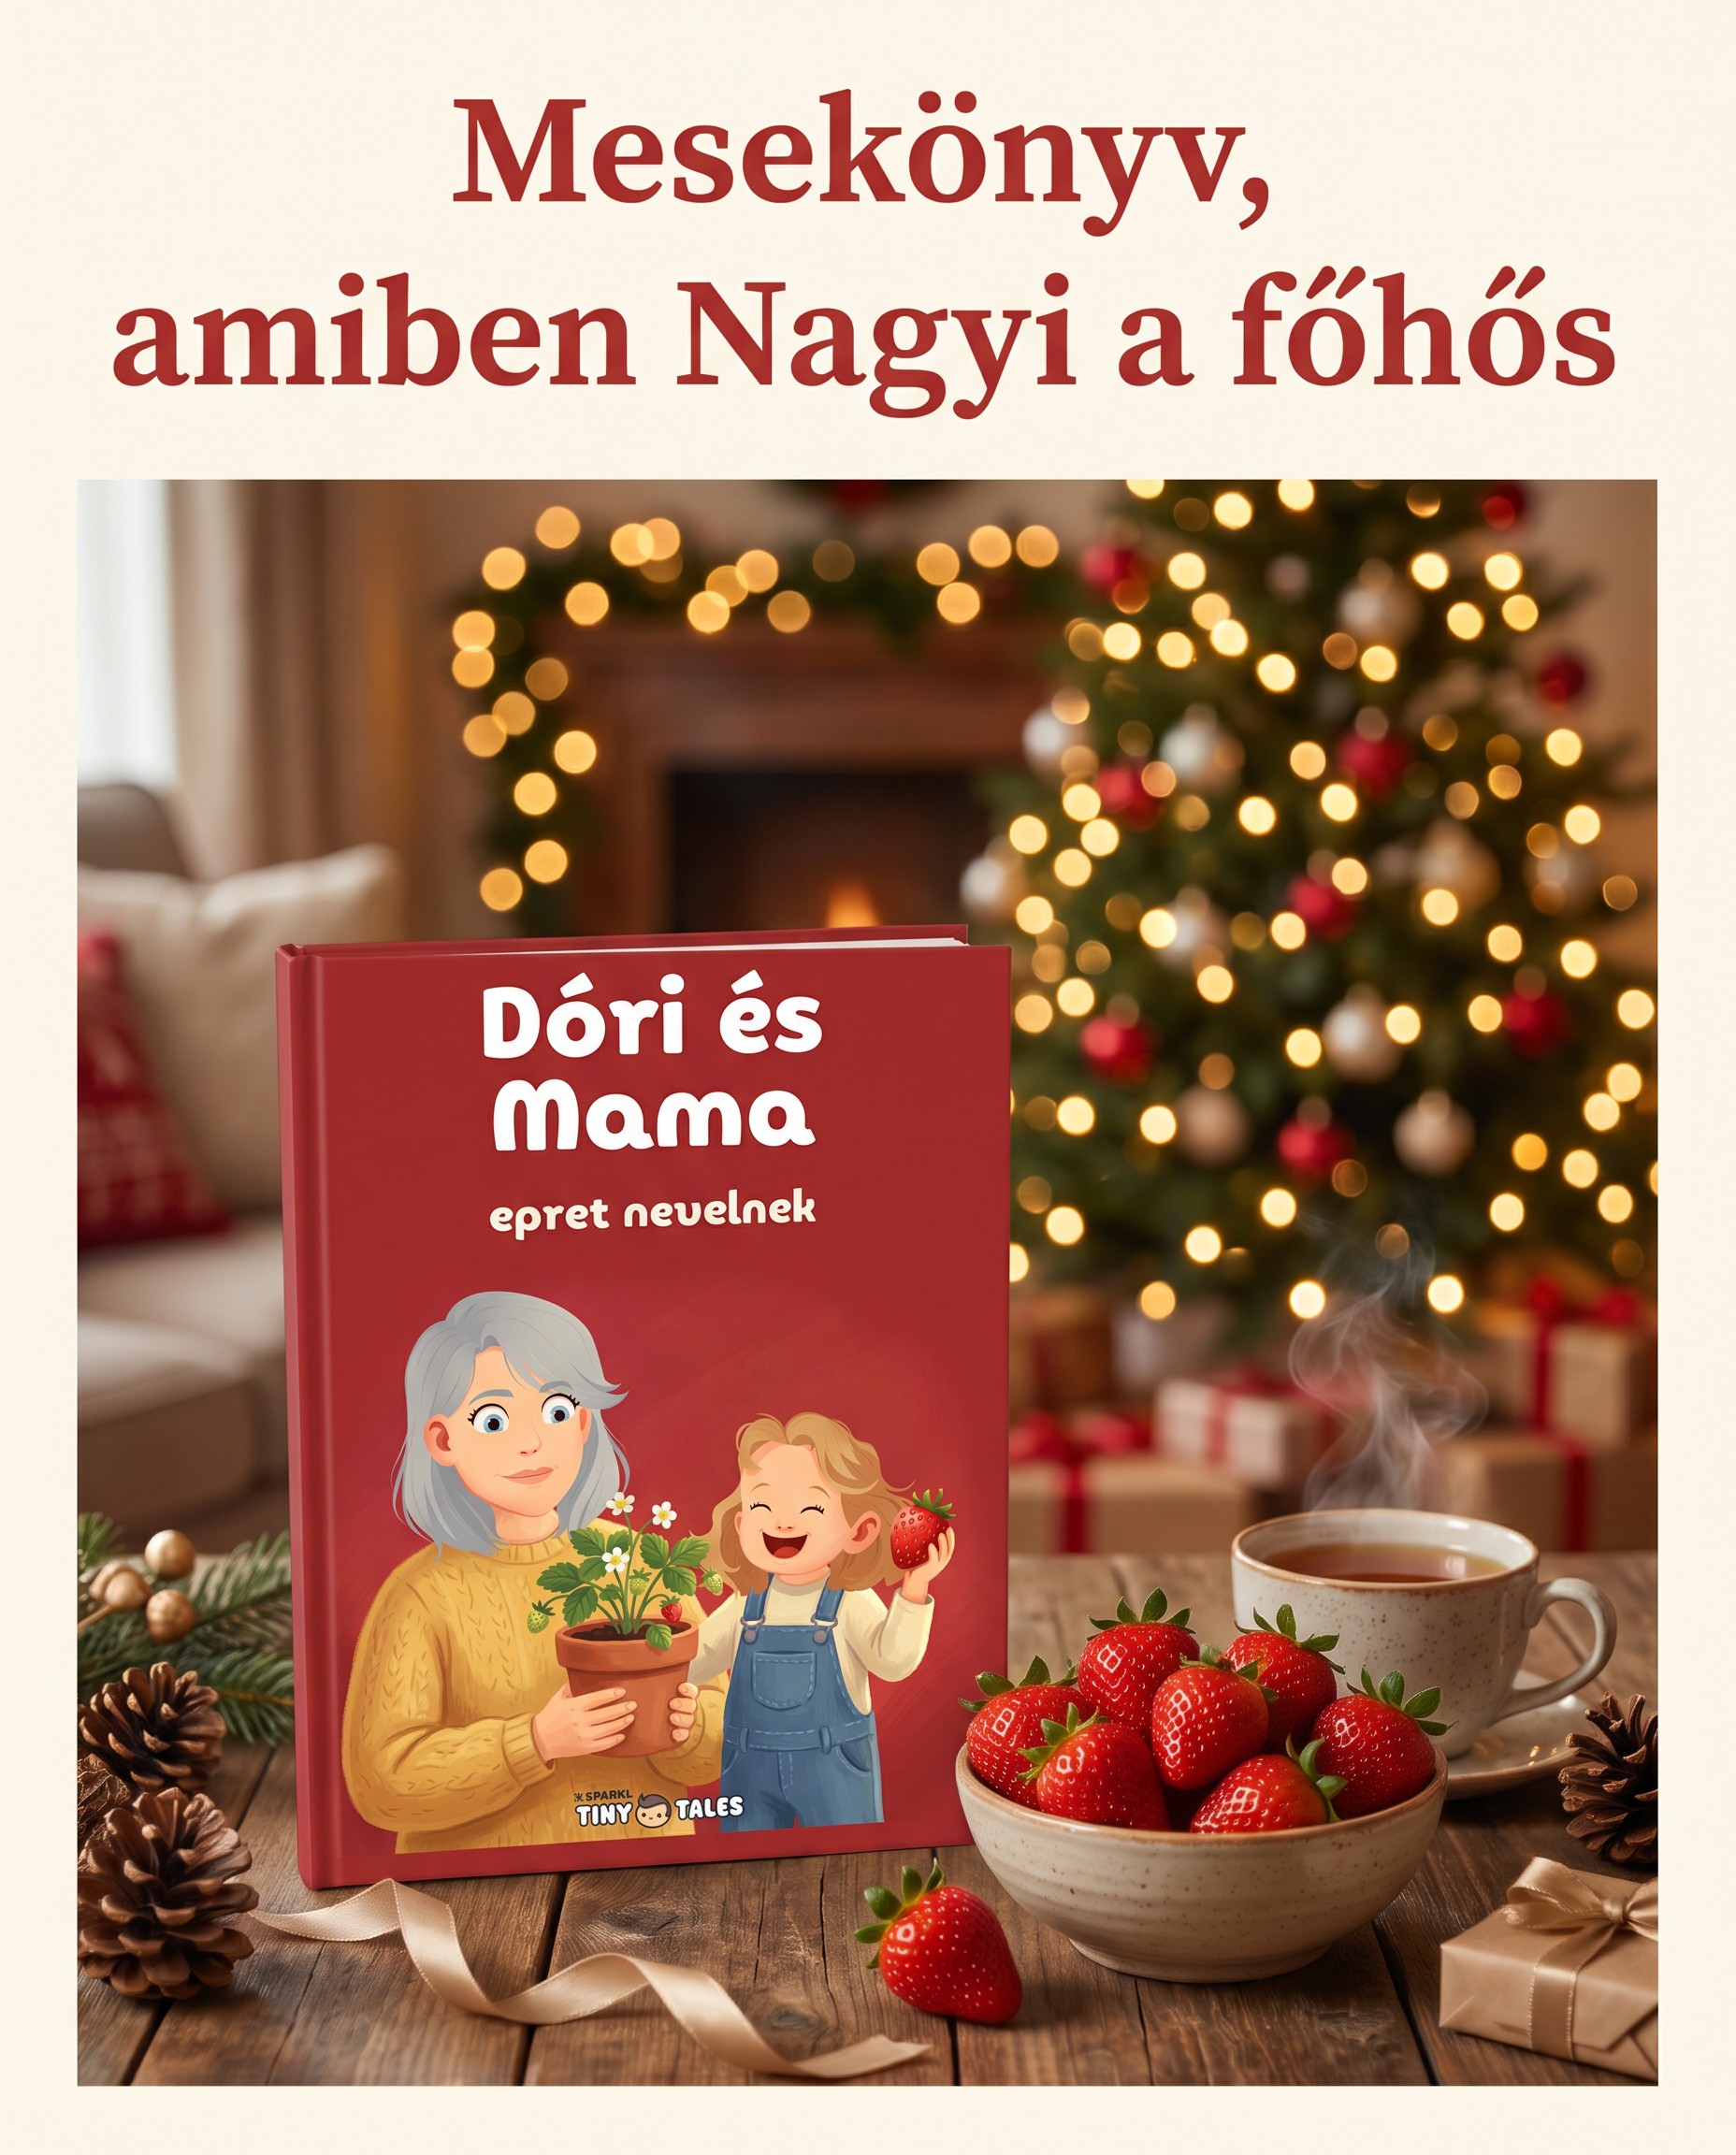 Mesekönyv,
amiben Nagyi a főhős
Dóri és
Mama
epret nevelnek
SPARKL
TINY TALES